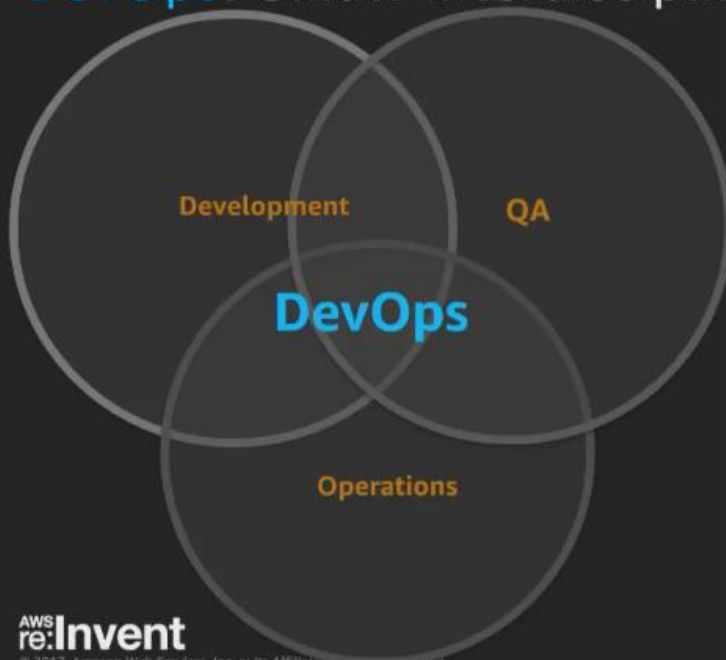 Development
QA
DevOps
Operations
AWS
re:Invent